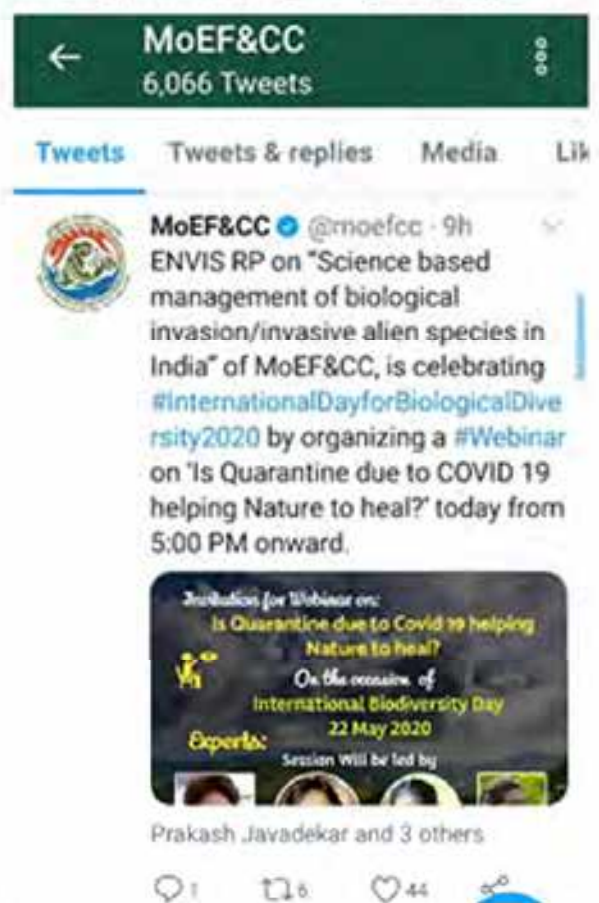 MoEF&CC
6,066 Tweets
Tweets Tweets & replies Media Lik
MoEF&CC @moefcc · 9h
ENVIS RP on "Science based
management of biological
invasion/invasive alien species in
India" of MoEF&CC, is celebrating
#InternationalDayforBiologicalDive
rsity2020 by organizing a #Webinar
on 'Is Quarantine due to COVID 19
helping Nature to heal?' today from
5:00 PM onward.
Invitation for Webinar on:
Is Quarantine due to Covid 19 helping
Nature to heal?
On the occasion of
International Biodiversity Day
22 May 2020
Experts:
Session Will be led by
Prakash Javadekar and 3 others
1 6 44